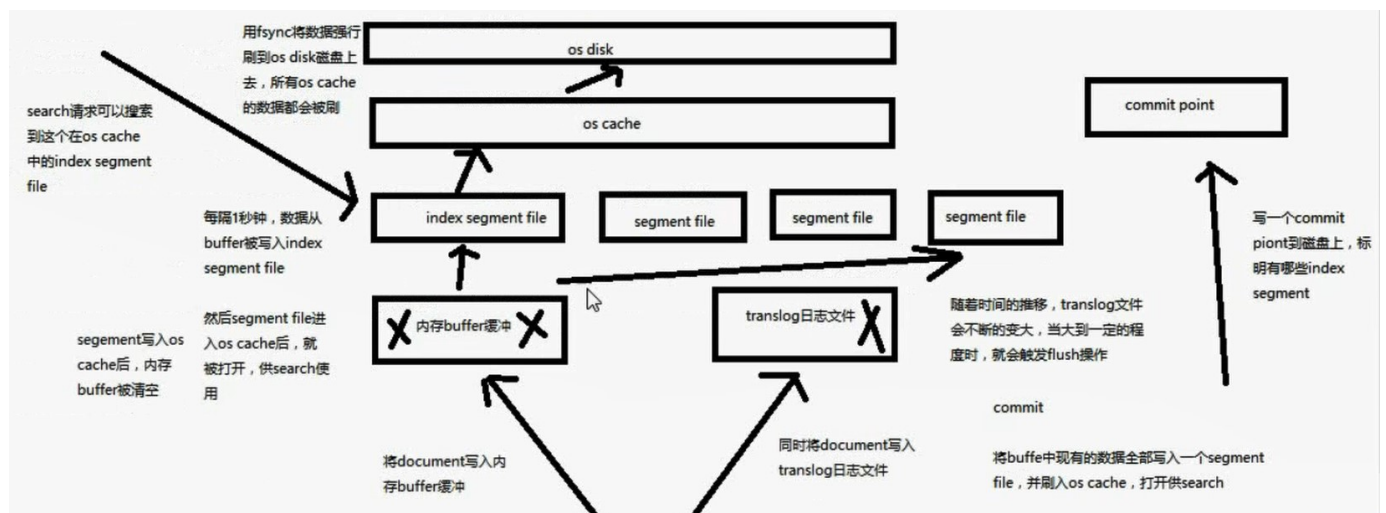 用fsync将数据强行
刷到os disk磁盘上
去，所有os cache
的数据都会被刷
os disk
os cache
commit point
search请求可以搜索
到这个在os cache
中的index segment
file
index segment file
segment file
segment file
segment file
每隔1秒钟，数据从
buffer被写入index
segment file
写一个commit
piont到磁盘上，标
明有哪些index
segment
内存buffer缓冲
translog日志文件
然后segment file进
入os cache后，就
被打开，供search使
用
segement写入os
cache后，内存
buffer被清空
随着时间的推移，translog文件
会不断的变大，当大到一定的程
度时，就会触发flush操作
commit
将buffe中现有的数据全部写入一个segment
file，并刷入os cache，打开供search
将document写入内
存buffer缓冲
同时将document写入
translog日志文件